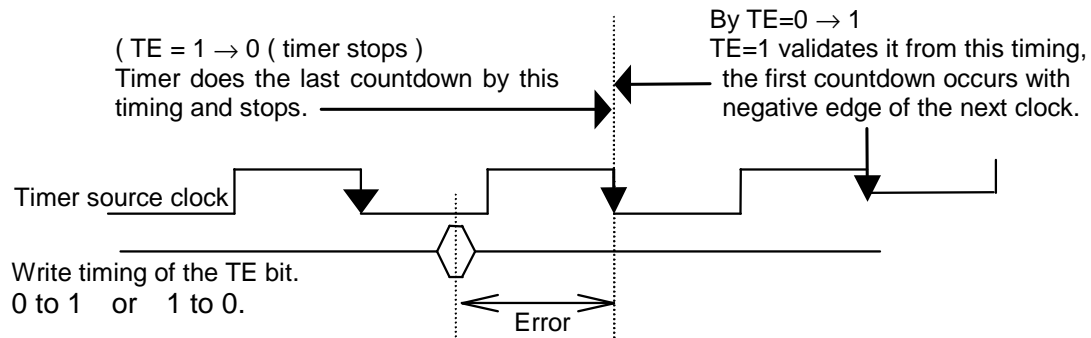 ( TE = 1 → 0 ( timer stops )
Timer does the last countdown by this
timing and stops.
By TE=0 → 1
TE=1 validates it from this timing,
the first countdown occurs with
negative edge of the next clock.
Timer source clock
Write timing of the TE bit.
0 to 1 or 1 to 0.
Error